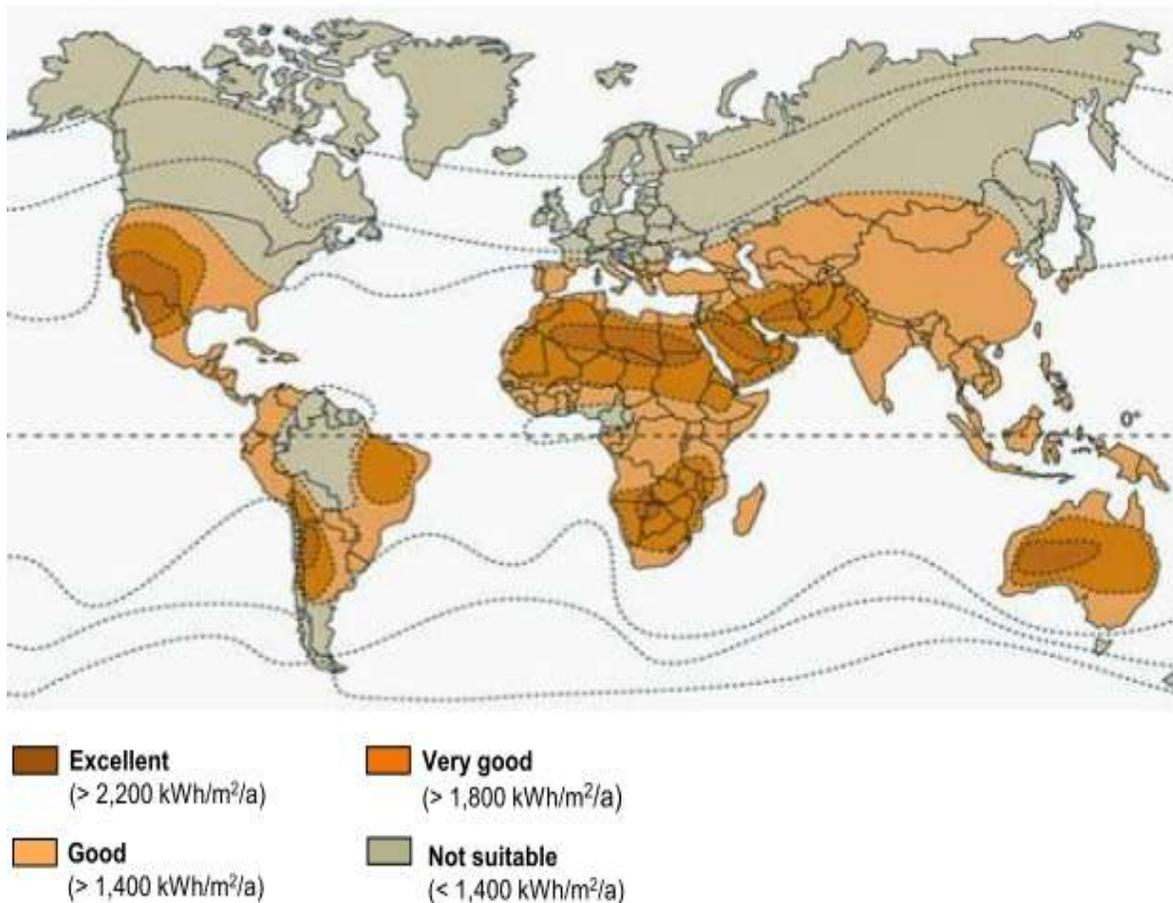 0°
Excellent
(> 2,200 kWh/m²/a)
Very good
(> 1,800 kWh/m²/a)
Good
(> 1,400 kWh/m²/a)
Not suitable
(< 1,400 kWh/m²/a)